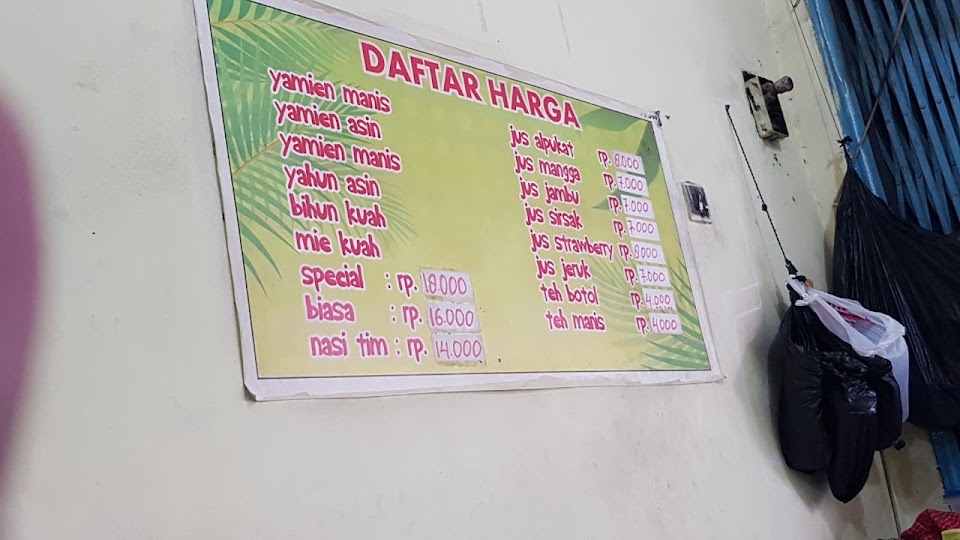 DAFTAR HARGA
yamien manis
yamien asin
yamien manis
yahun asin
bihun kuah
mie kuah
special : rp. 18.000
biasa : rp. 16.000
nasi tim : rp. 14.000
jus alpukat rp. 8.000
jus mangga rp. 7.000
jus jambu rp. 7.000
jus sirsak rp. 7.000
jus strawberry rp. 8000
jus jeruk rp. 7.000
teh botol rp. 4.000
teh manis rp. 4.000